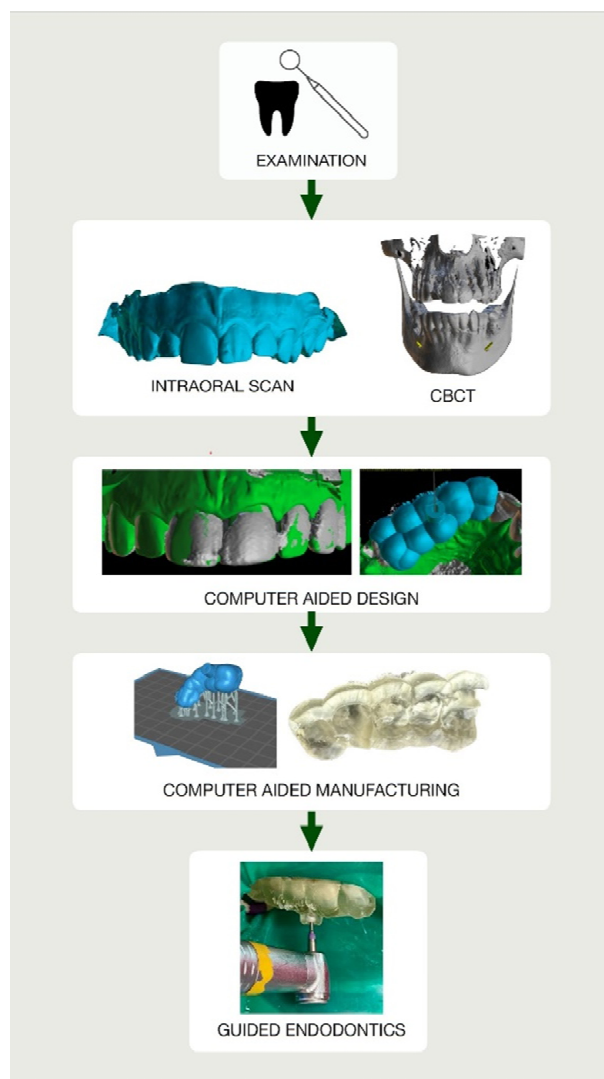 EXAMINATION
INTRAORAL SCAN
CBCT
COMPUTER AIDED DESIGN
COMPUTER AIDED MANUFACTURING
GUIDED ENDODONTICS